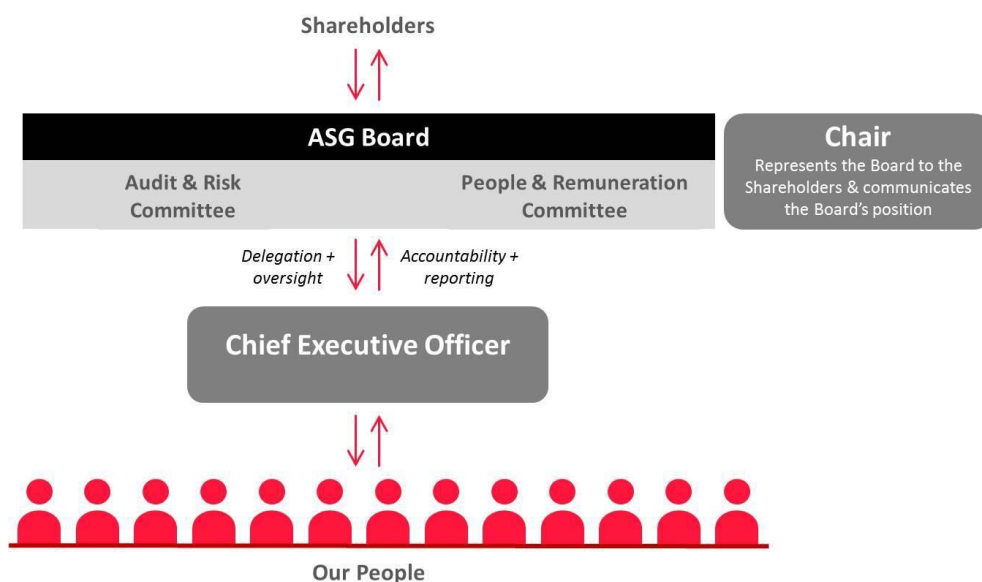 Shareholders
ASG Board
Audit & Risk
Committee
People & Remuneration
Committee
Chair
Represents the Board to the
Shareholders & communicates
the Board's position
Delegation +
oversight
Accountability +
reporting
Chief Executive Officer
Our People